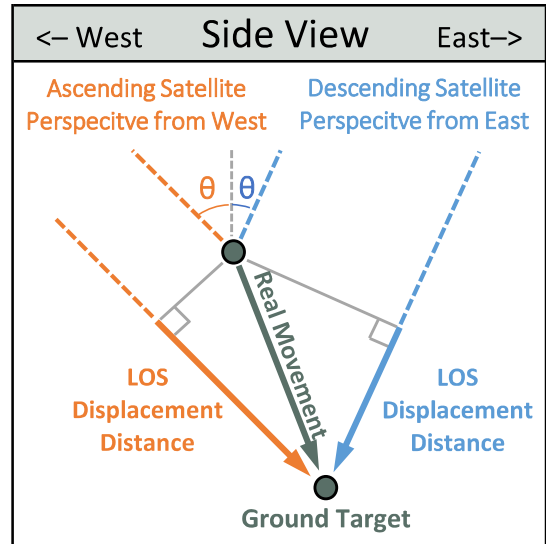 <– West Side View East–>
Ascending Satellite
Perspecitve from West
Descending Satellite
Perspecitve from East
θ θ
Real Movement
LOS
Displacement
Distance
LOS
Displacement
Distance
Ground Target